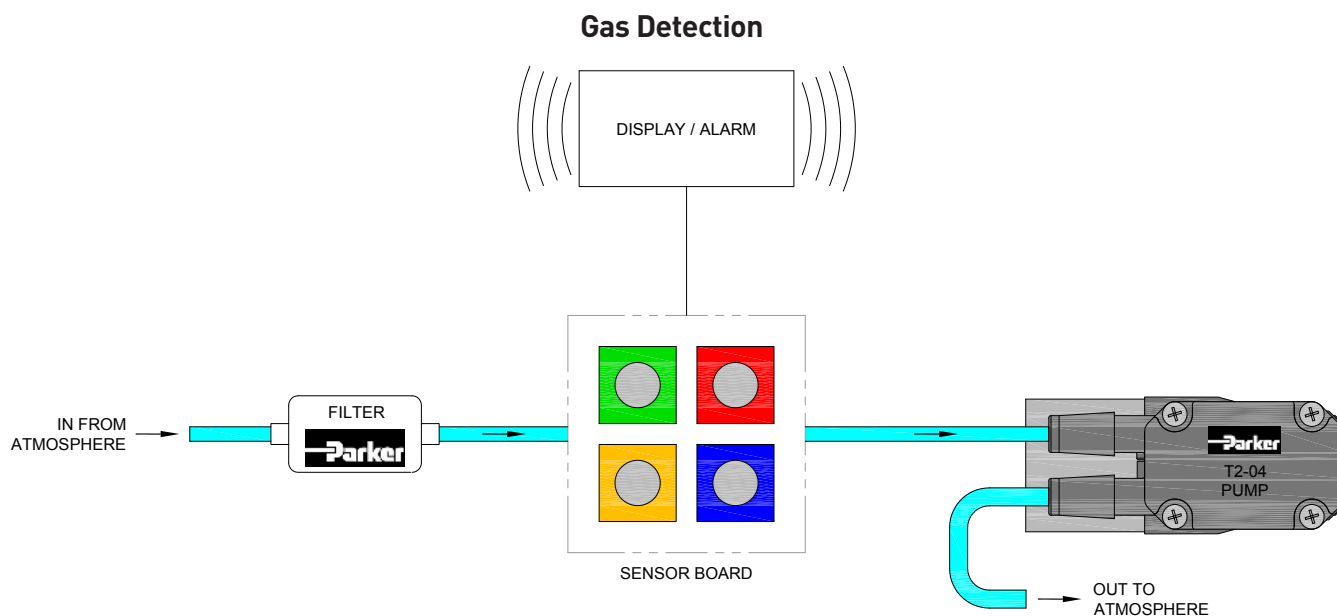 Gas Detection
DISPLAY / ALARM
FILTER
Parker
IN FROM
ATMOSPHERE
Parker
T2-04
PUMP
SENSOR BOARD
OUT TO
ATMOSPHERE